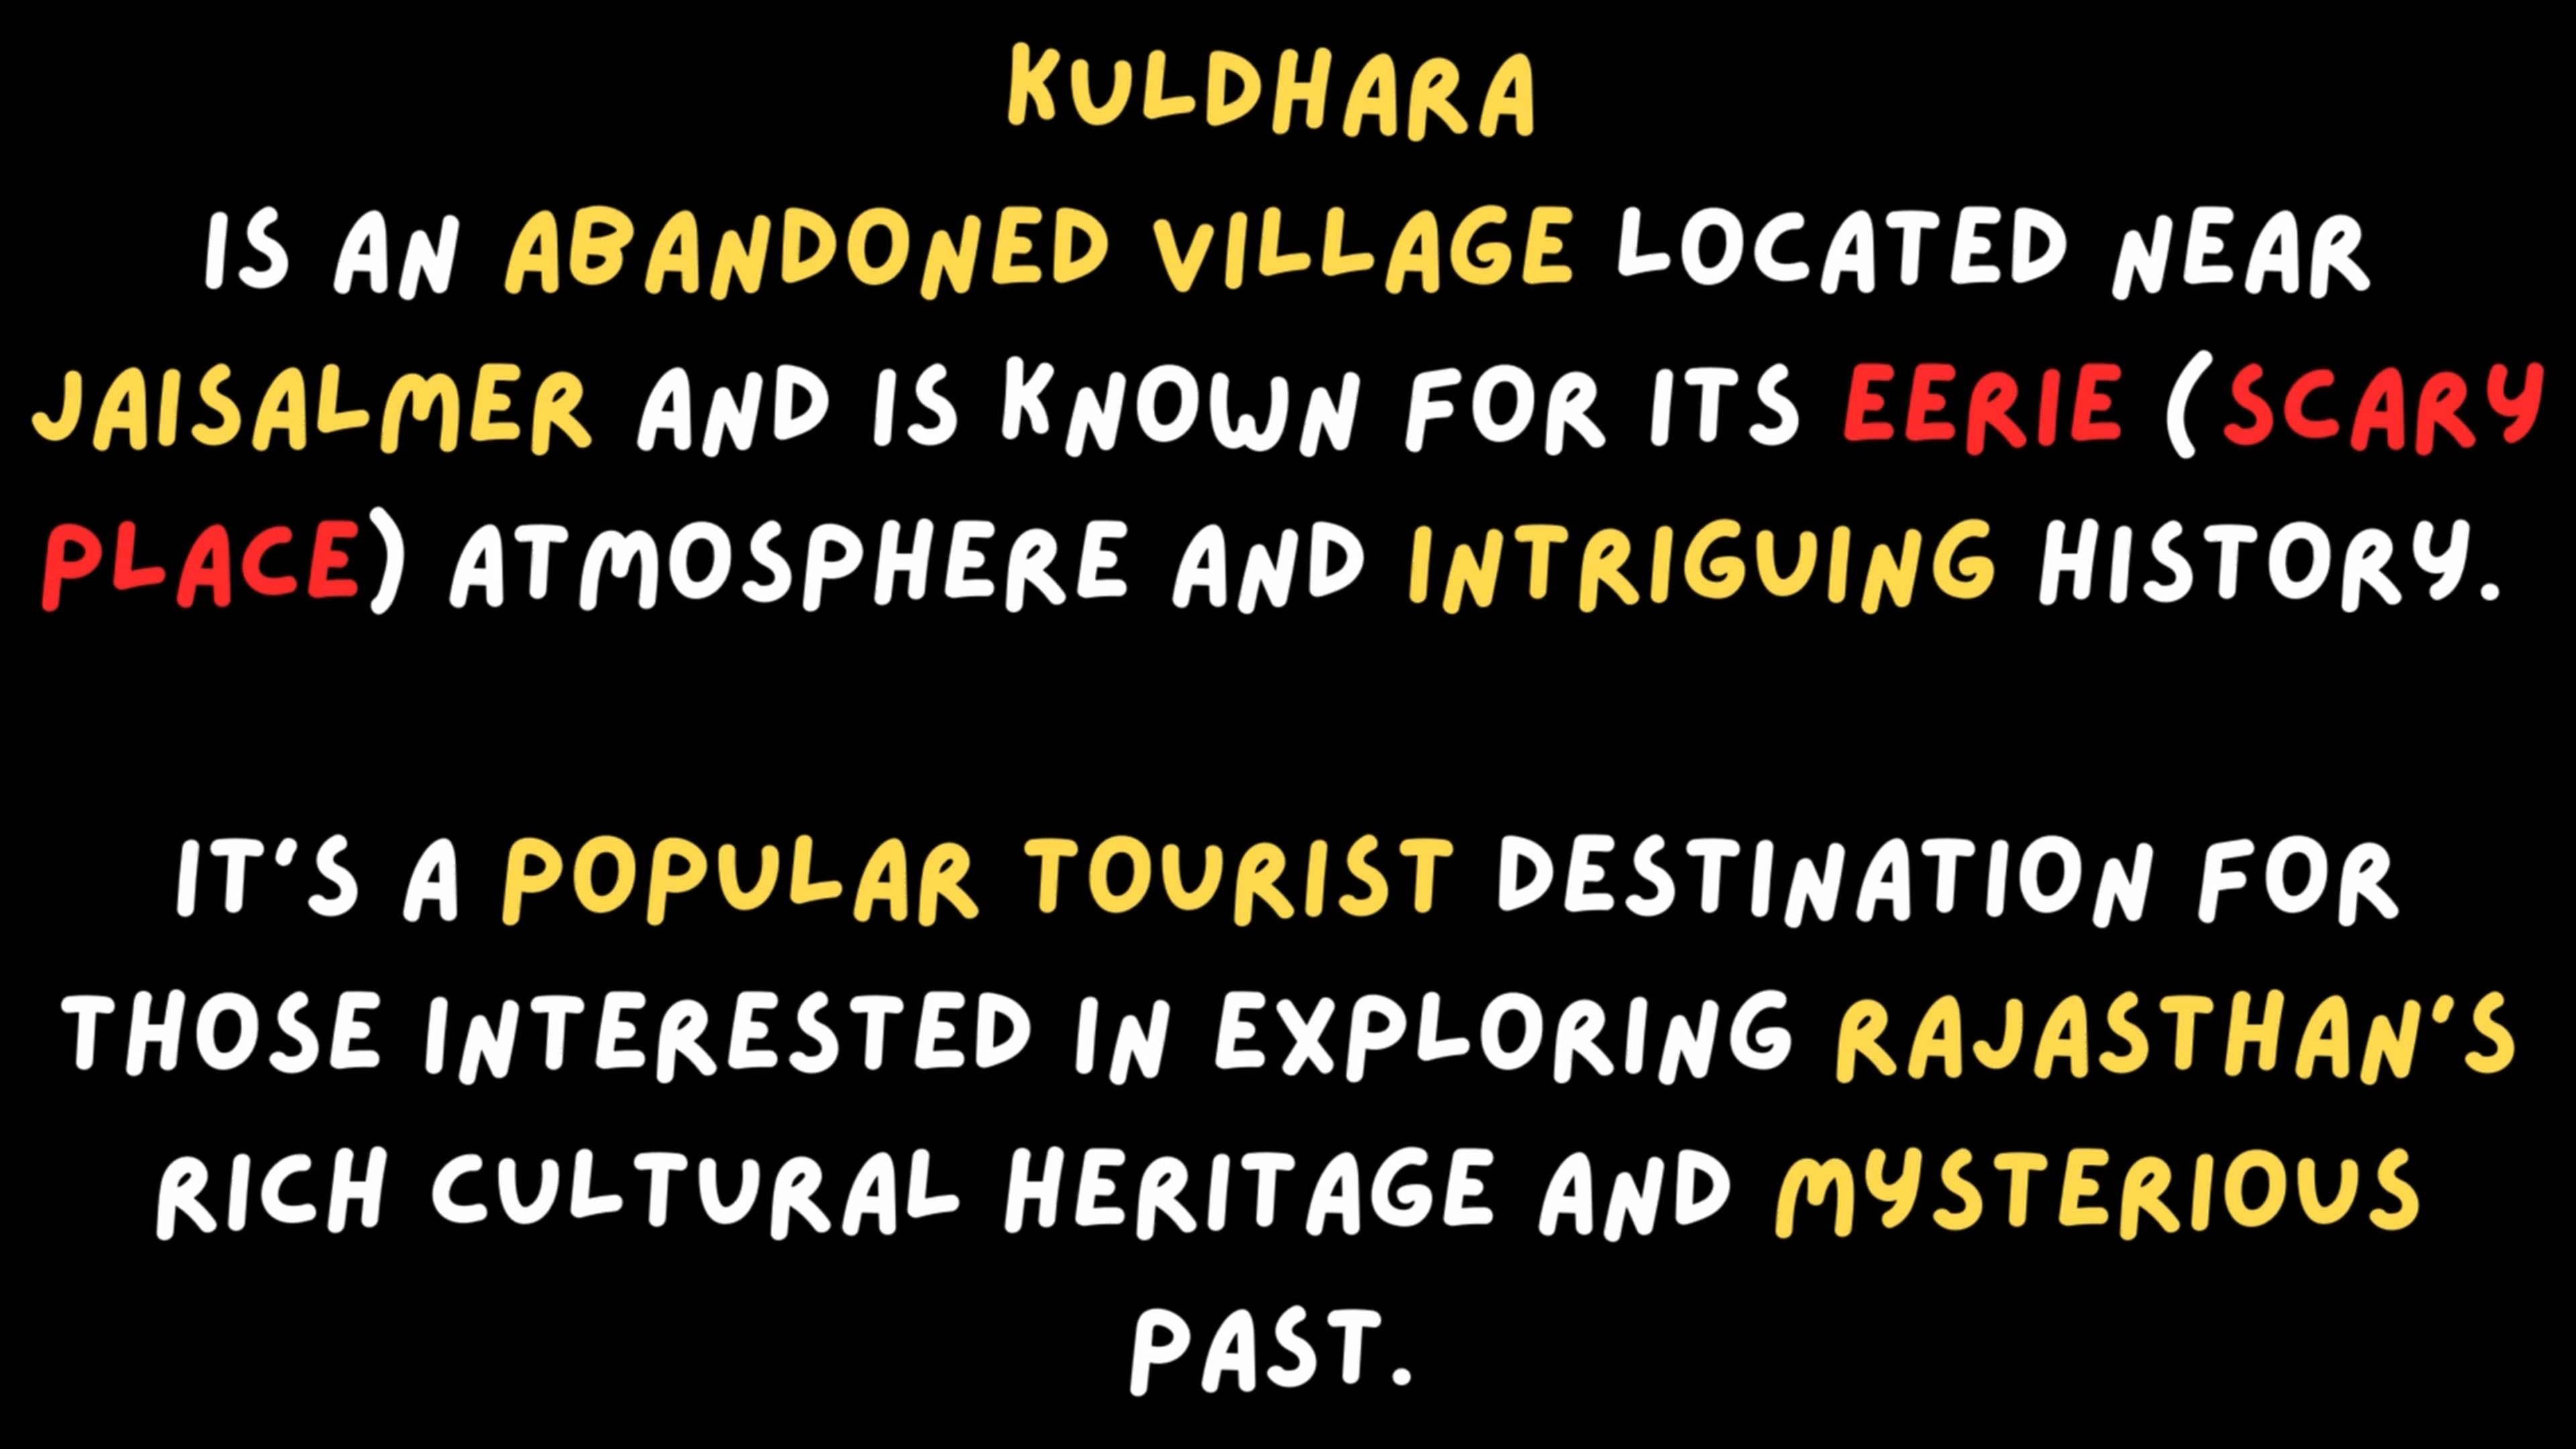 KULDHARA
IS AN ABANDONED VILLAGE LOCATED NEAR
JAISALMER AND IS KNOWN FOR ITS EERIE (SCARY
PLACE) ATMOSPHERE AND INTRIGUING HISTORY.
IT'S A POPULAR TOURIST DESTINATION FOR
THOSE INTERESTED IN EXPLORING RAJASTHAN'S
RICH CULTURAL HERITAGE AND MYSTERIOUS
PAST.